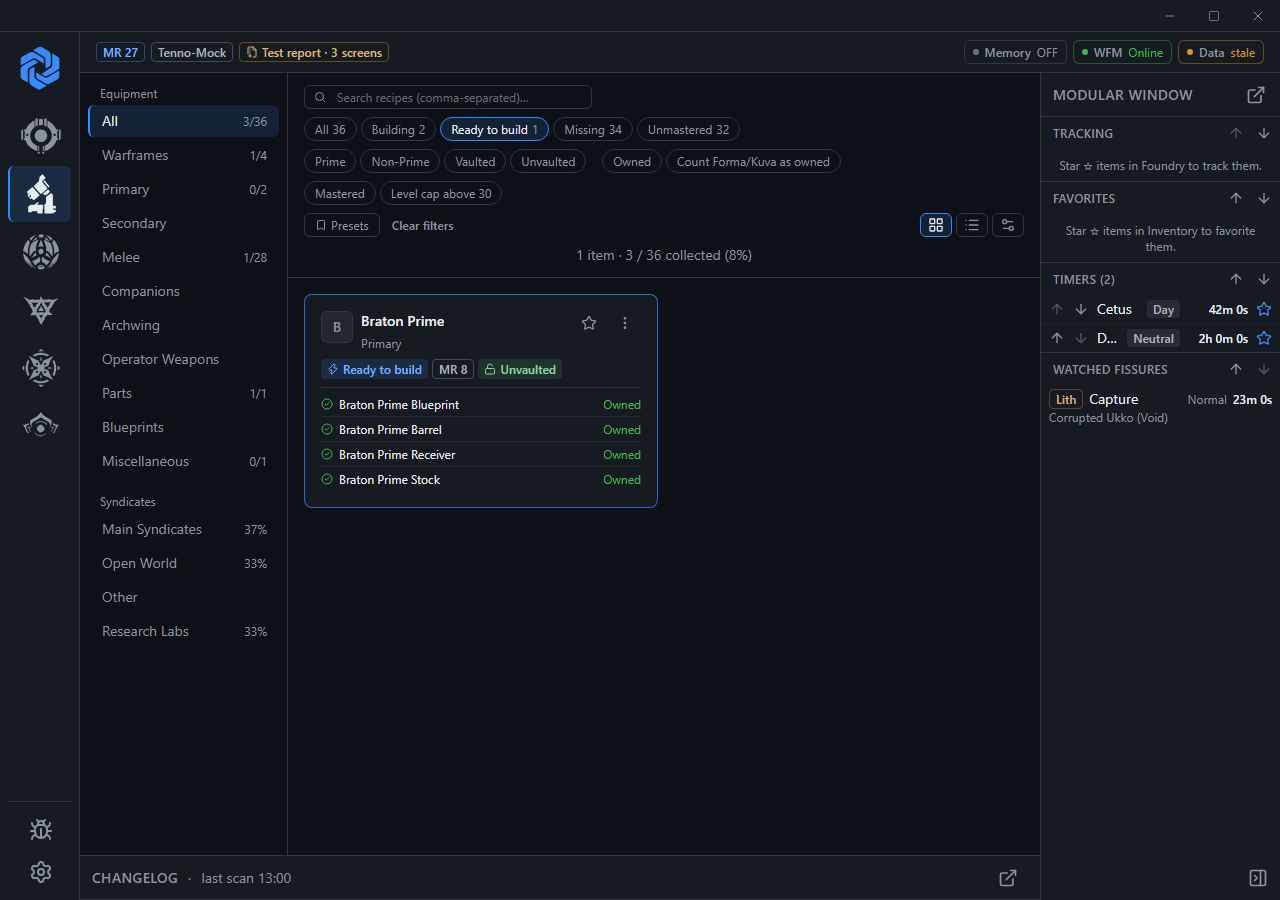 MR 27 Tenno-Mock Test report · 3 screens Memory OFF WFM Online Data stale
Equipment
All 3/36
Warframes 1/4
Primary 0/2
Secondary
Melee 1/28
Companions
Archwing
Operator Weapons
Parts 1/1
Blueprints
Miscellaneous 0/1
Syndicates
Main Syndicates 37%
Open World 33%
Other
Research Labs 33%
Search recipes (comma-separated)...
All 36 Building 2 Ready to build 1 Missing 34 Unmastered 32
Prime Non-Prime Vaulted Unvaulted Owned Count Forma/Kuva as owned
Mastered Level cap above 30
Presets Clear filters
1 item · 3 / 36 collected (8%)
B Braton Prime
Primary
Ready to build MR 8 Unvaulted
Braton Prime Blueprint Owned
Braton Prime Barrel Owned
Braton Prime Receiver Owned
Braton Prime Stock Owned
MODULAR WINDOW
TRACKING
Star ☆ items in Foundry to track them.
FAVORITES
Star ☆ items in Inventory to favorite
them.
TIMERS (2)
Cetus Day 42m 0s
D... Neutral 2h 0m 0s
WATCHED FISSURES
Lith Capture Normal 23m 0s
Corrupted Ukko (Void)
CHANGELOG · last scan 13:00